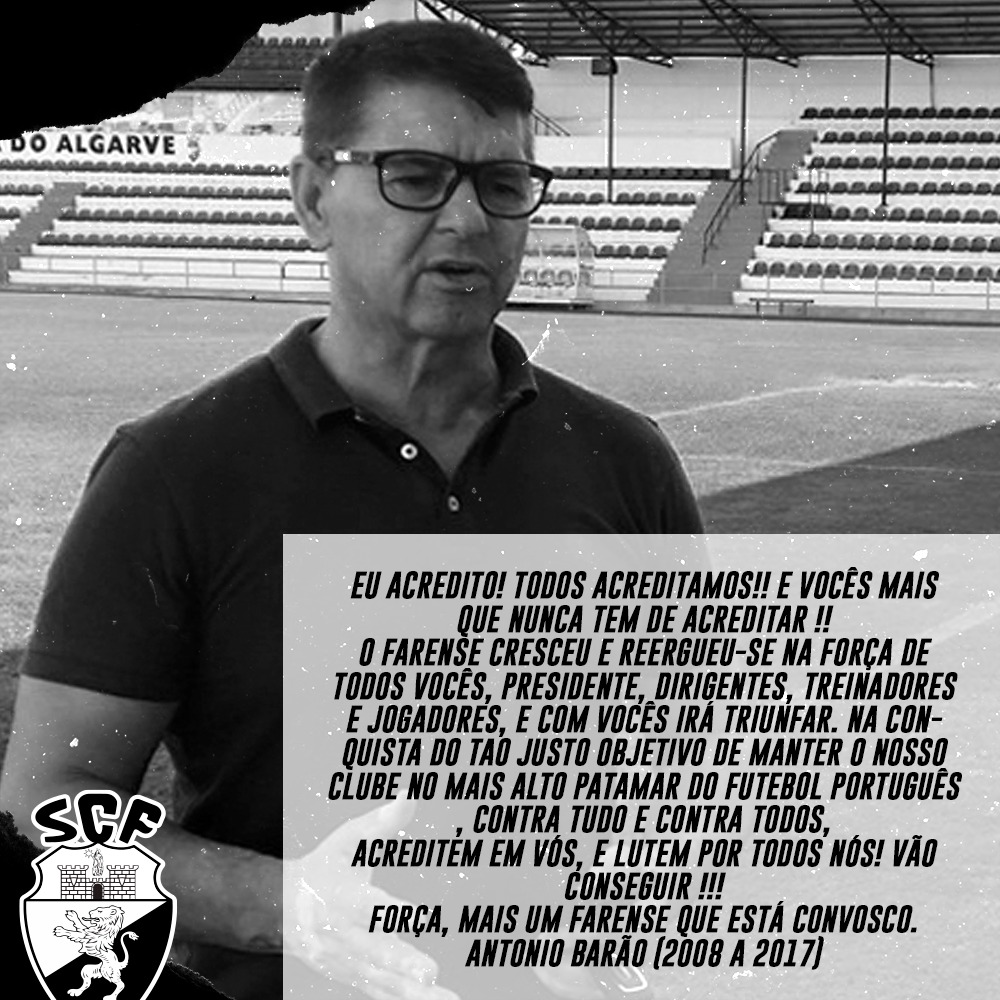 DO ALGARVE
EU ACREDITO! TODOS ACREDITAMOS!! E VOCÊS MAIS
QUE NUNCA TEM DE ACREDITAR !!
O FARENSE CRESCEU E REERGUEU-SE NA FORÇA DE
TODOS VOCÊS, PRESIDENTE, DIRIGENTES, TREINADORES
E JOGADORES, E COM VOCÊS IRÁ TRIUNFAR. NA CON-
QUISTA DO TAO JUSTO OBJETIVO DE MANTER O NOSSO
CLUBE NO MAIS ALTO PATAMAR DO FUTEBOL PORTUGUÊS
, CONTRA TUDO E CONTRA TODOS,
ACREDITEM EM VÓS, E LUTEM POR TODOS NÓS! VÃO
CONSEGUIR !!!
FORÇA, MAIS UM FARENSE QUE ESTÁ CONVOSCO.
ANTONIO BARÃO (2008 A 2017)
SCF